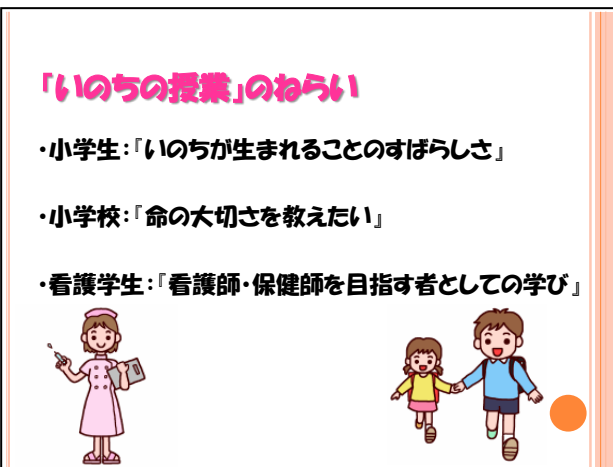 「いのちの授業」のねらい
・小学生：『いのちが生まれることのすばらしさ』
・小学校：『命の大切さを教えたい』
・看護学生：『看護師・保健師を目指す者としての学び』